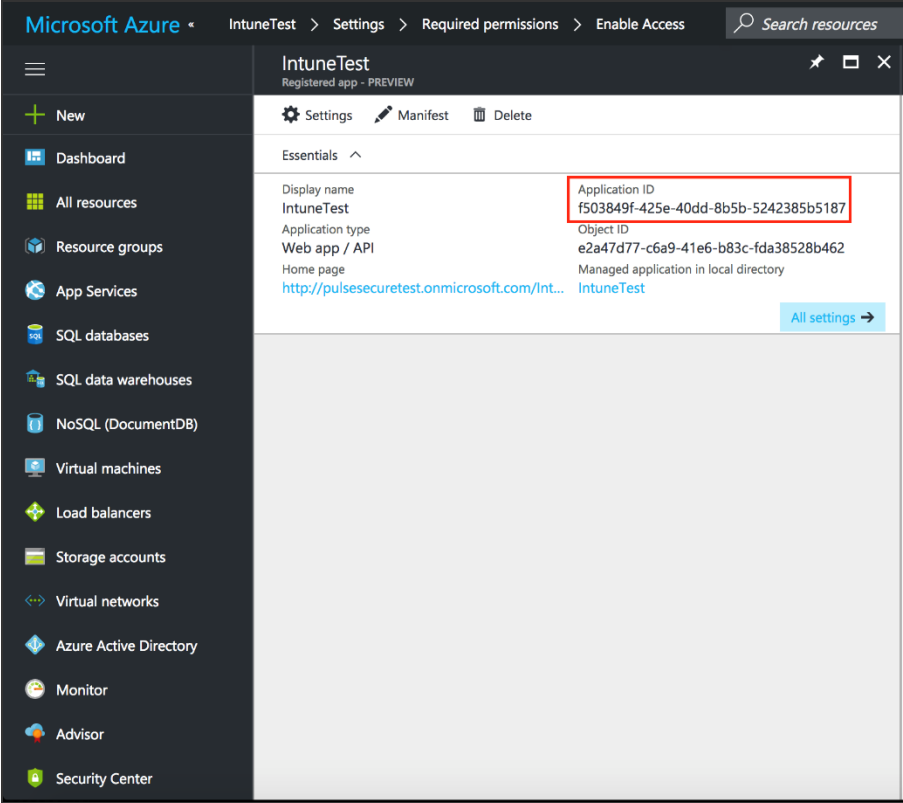 Microsoft Azure « IntuneTest > Settings > Required permissions > Enable Access Search resources
IntuneTest
Registered app - PREVIEW
New
Settings Manifest Delete
Dashboard
Essentials
All resources
Resource groups
App Services
SQL databases
SQL data warehouses
NoSQL (DocumentDB)
Virtual machines
Load balancers
Storage accounts
Virtual networks
Azure Active Directory
Monitor
Advisor
Security Center
Display name
IntuneTest
Application type
Web app / API
Home page
http://pulsesecuretest.onmicrosoft.com/Int...
Application ID
f503849f-425e-40dd-8b5b-5242385b5187
Object ID
e2a47d77-c6a9-41e6-b83c-fda38528b462
Managed application in local directory
IntuneTest
All settings →